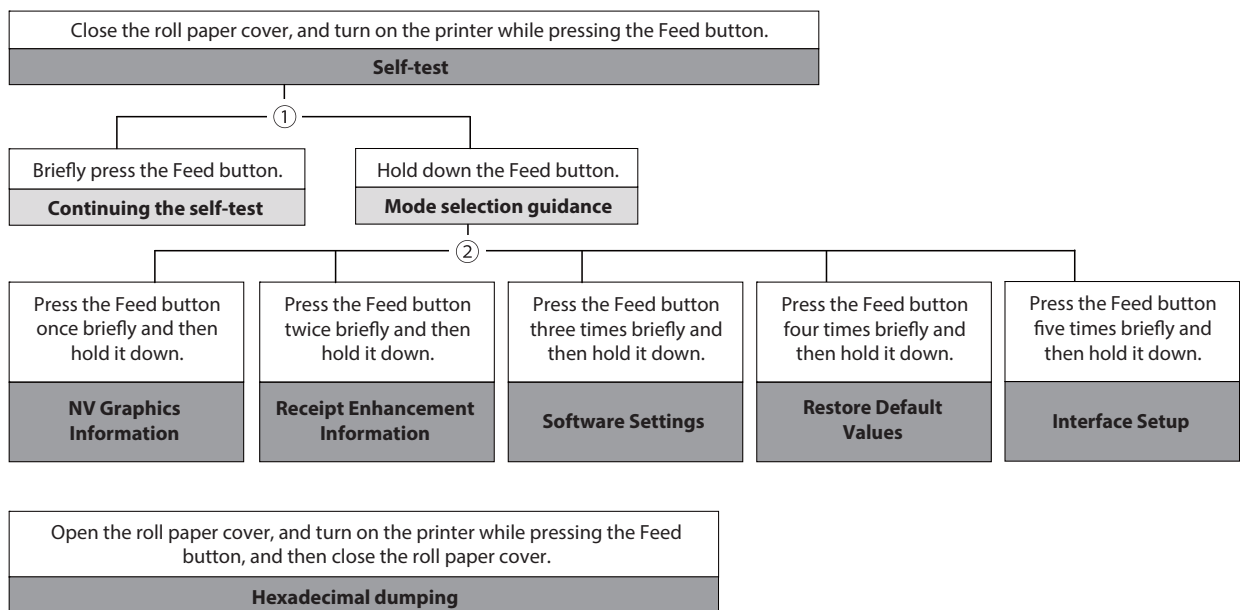 Close the roll paper cover, and turn on the printer while pressing the Feed button.
Self-test
①
Briefly press the Feed button.
Continuing the self-test
Hold down the Feed button.
Mode selection guidance
②
Press the Feed button
once briefly and then
hold it down.
NV Graphics
Information
Press the Feed button
twice briefly and then
hold it down.
Receipt Enhancement
Information
Press the Feed button
three times briefly and
then hold it down.
Software Settings
Press the Feed button
four times briefly and
then hold it down.
Restore Default
Values
Press the Feed button
five times briefly and
then hold it down.
Interface Setup
Open the roll paper cover, and turn on the printer while pressing the Feed
button, and then close the roll paper cover.
Hexadecimal dumping